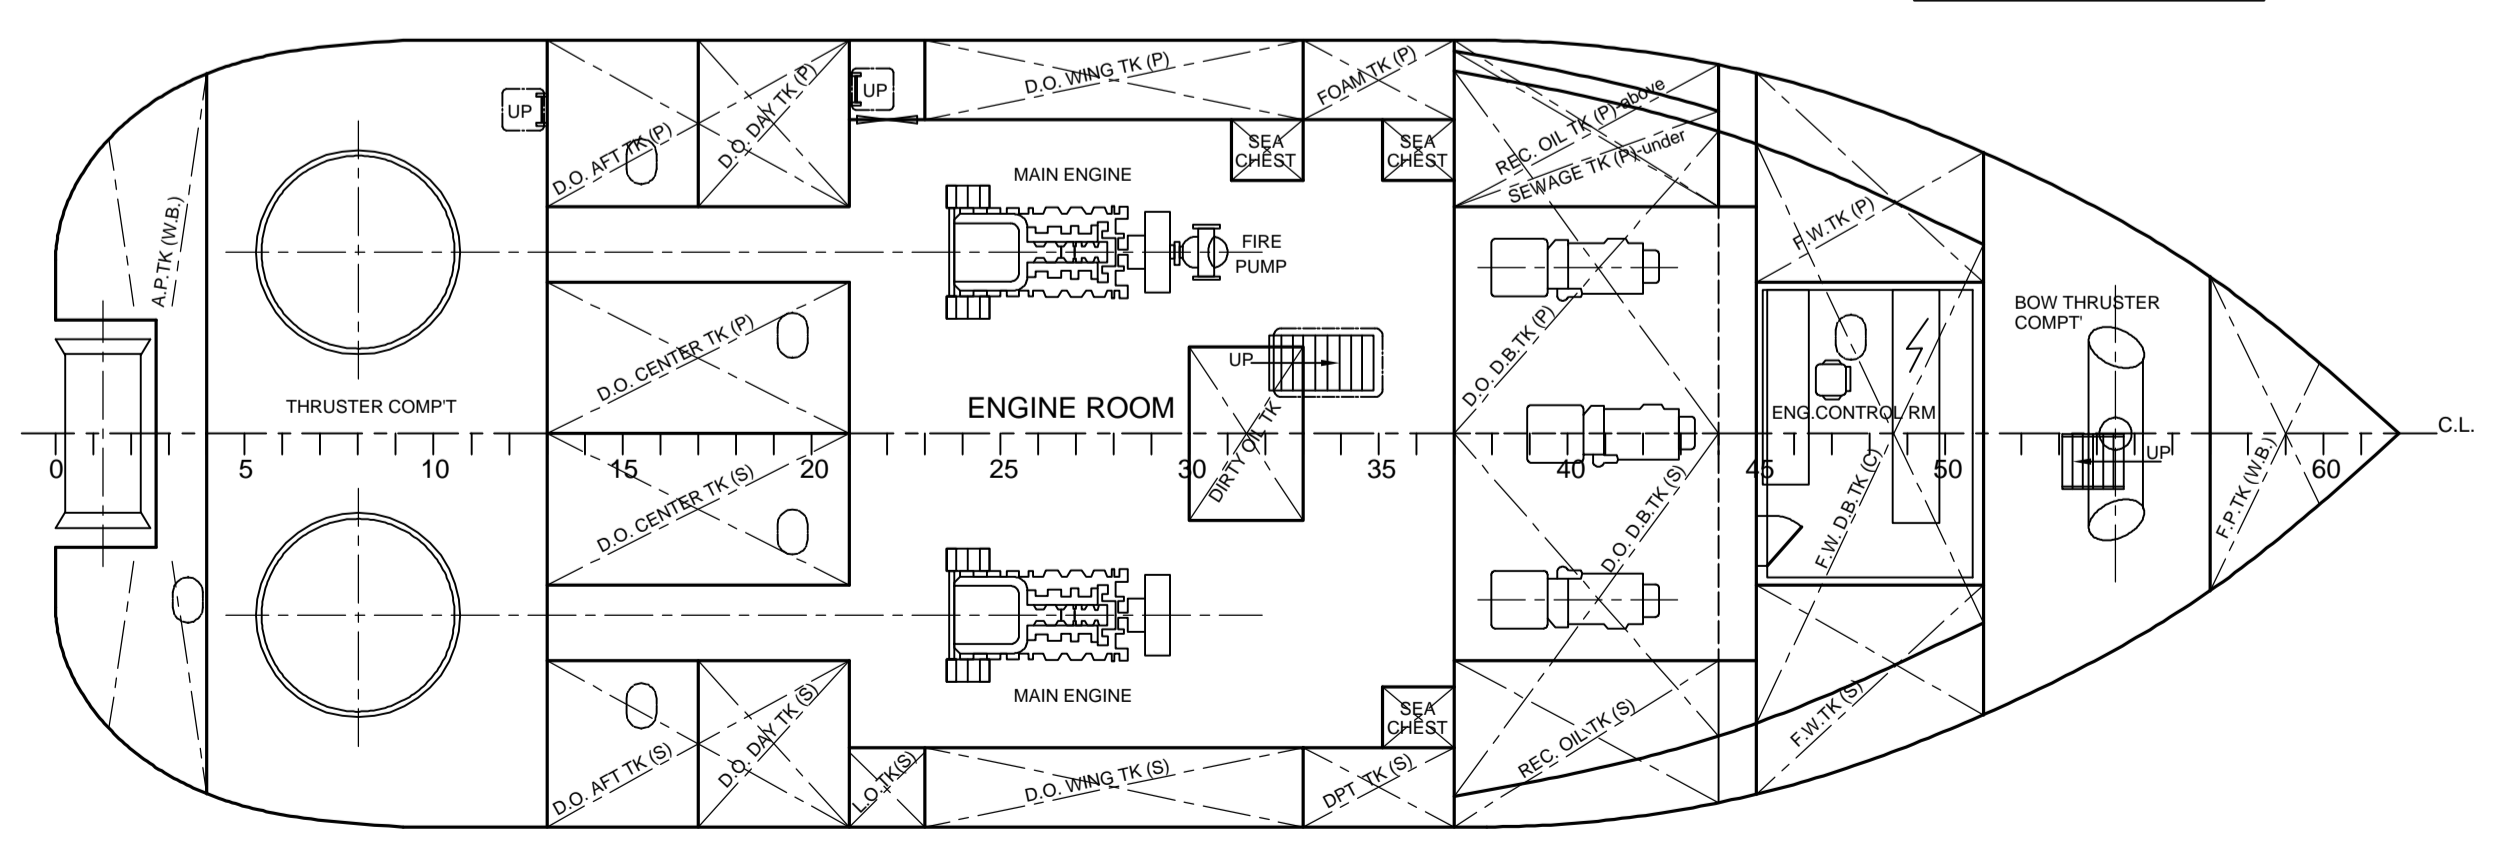 UP
UP
D.O. AFT TK (P)
D.O. DAY TK (P)
D.O. WING TK (P)
FOAM TK (P)
SEA
CHEST
SEA
CHEST
REC. OIL TK (P)-above
SEWAGE TK (P)-under
MAIN ENGINE
A.P.TK (W.B.)
FIRE
PUMP
F.W.TK (P)
D.O. CENTER TK (P)
UP
D.O. D.B.TK (P)
BOW THRUSTER
COMPT'
THRUSTER COMP'T
ENGINE ROOM
ENG.CONTROL RM
C.L.
0 5 10 15 20 25 30 35 40 45 50 60
UP
DIRTY OIL TK
D.O. CENTER TK (S)
D.O. D.B.TK (S)
F.W. D.B.TK (C)
F.P.TK (W.B.)
MAIN ENGINE
SEA
CHEST
D.O. AFT TK (S)
D.O. DAY TK (S)
L.O.TK(S)
D.O. WING TK (S)
DPT TK (S)
REC. OIL TK (S)
F.W.TK (S)